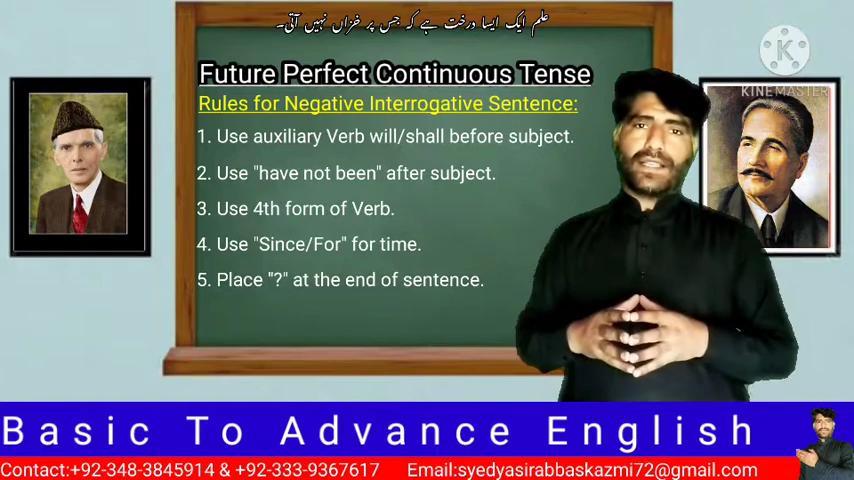 علم ایک ایسا درخت ہے کہ جس پر خزاں نہیں آتی۔
Future Perfect Continuous Tense
Rules for Negative Interrogative Sentence:
1. Use auxiliary Verb will/shall before subject.
2. Use "have not been" after subject.
3. Use 4th form of Verb.
4. Use "Since/For" for time.
5. Place "?" at the end of sentence.
K
KINEMASTER
Basic To Advance English
Contact:+92-348-3845914 & +92-333-9367617 Email:syedyasirabbaskazmi72@gmail.com